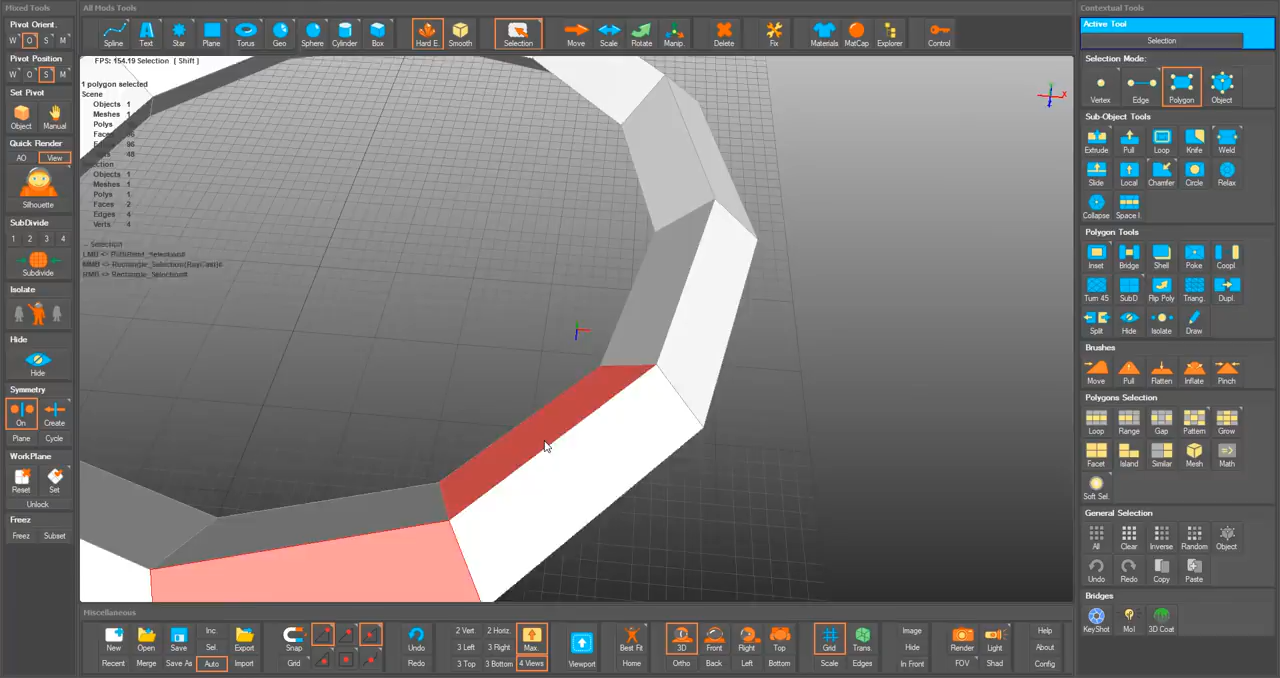 Mixed Tools
Pivot Orient.
W O S M
Pivot Position
W O S M
Set Pivot
Object Manual
Quick Render
AO View
Silhouette
SubDivide
1 2 3 4
Subdivide
Isolate
Hide
Hide
Symmetry
On Create
Plane Cycle
WorkPlane
Reset Set
Unlock
Freez
Freez Subset
All Mods Tools
Spline Text Star Plane Torus Geo Sphere Cylinder Box Hard E. Smooth Selection Move Scale Rotate Manip. Delete Fix Materials MatCap Explorer Control
FPS: 154.19 Selection [ Shift ]
1 polygon selected
Scene
Objects 1
Meshes 1
Polys
Faces
96
48
Objects 1
Meshes 1
Polys 1
Faces 2
Edges 4
Verts 4
X
Miscellaneous
New Open Save Inc. Sel. Export Snap Undo 2 Vert. 2 Horiz. 3 Left 3 Right Max. Viewport Best Fit 3D Front Right Top Grid Trans. Image Hide Render Light Help About
Recent Merge Save As Auto Import Grid Redo 3 Top 3 Bottom 4 Views Home Ortho Back Left Bottom Scale Edges In Front FOV Shad Config
Contextual Tools
Active Tool
Selection
Selection Mode:
Vertex Edge Polygon Object
Sub-Object Tools
Extrude Pull Loop Knife Weld
Slide Local Chamfer Circle Relax
Collapse Space I.
Polygon Tools
Inset Bridge Shell Poke Copl
Turn 45 SubD Rip Poly Triang. Dupl.
Split Hide Isolate Draw
Brushes
Move Pull Flatten Inflate Pinch
Polygons Selection
Loop Range Gap Pattern Grow
Facet Island Similar Mesh Math
Soft Sel.
General Selection
All Clear Inverse Random Object
Undo Redo Copy Paste
Bridges
KeyShot MoI 3D Coat